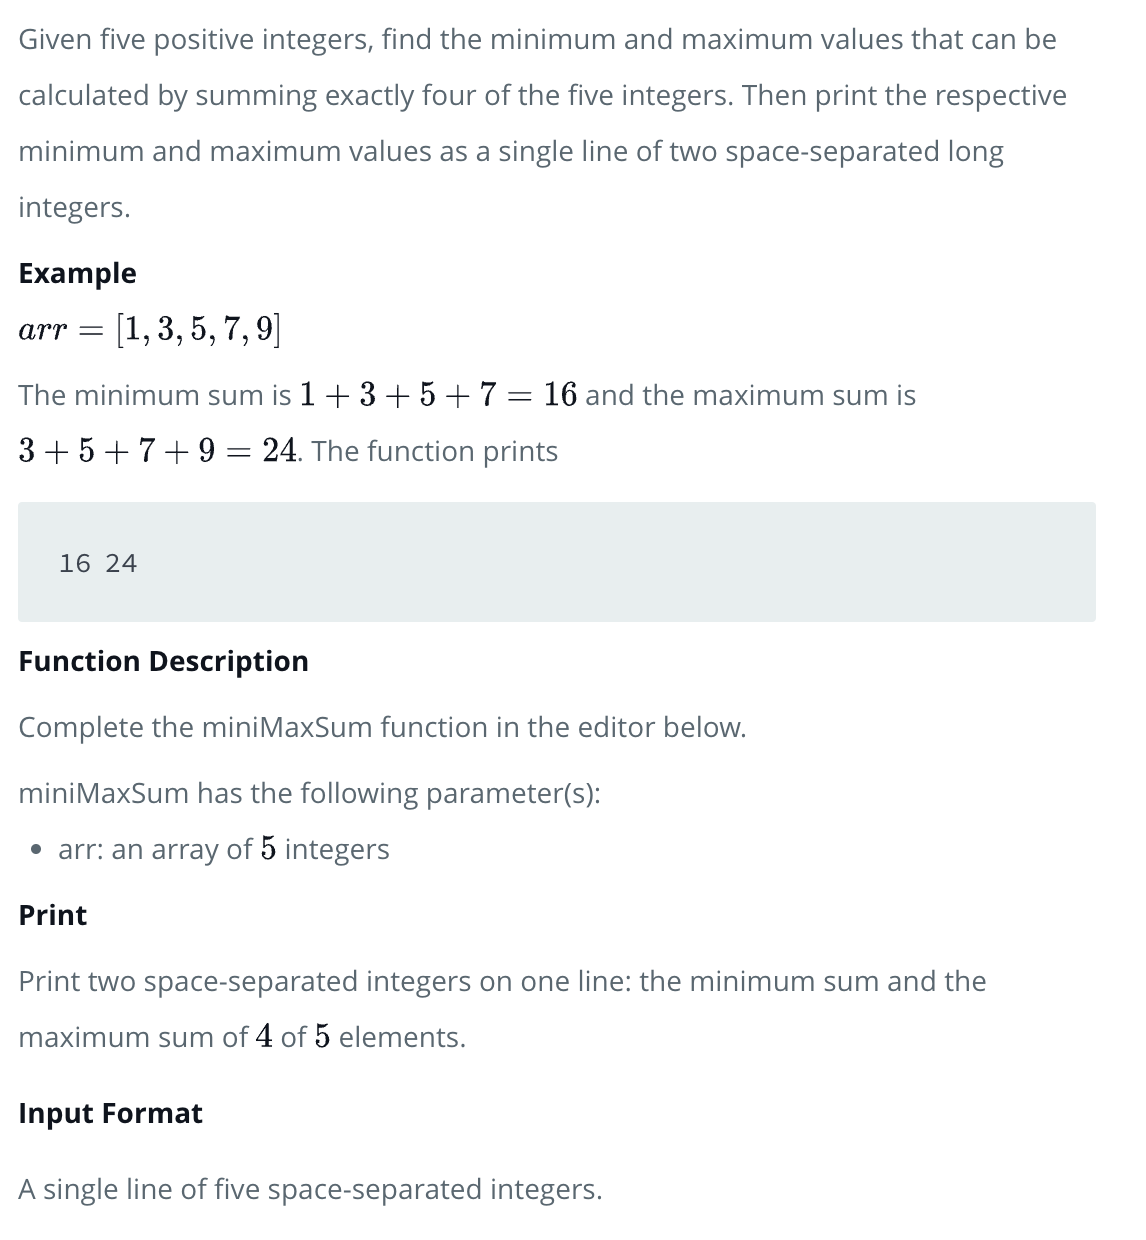 Given five positive integers, find the minimum and maximum values that can be
calculated by summing exactly four of the five integers. Then print the respective
minimum and maximum values as a single line of two space-separated long
integers.
Example
arr = [1, 3, 5, 7, 9]
The minimum sum is 1 + 3 + 5 + 7 = 16 and the maximum sum is
3 + 5 + 7 + 9 = 24. The function prints
16 24
Function Description
Complete the miniMaxSum function in the editor below.
miniMaxSum has the following parameter(s):
• arr: an array of 5 integers
Print
Print two space-separated integers on one line: the minimum sum and the
maximum sum of 4 of 5 elements.
Input Format
A single line of five space-separated integers.